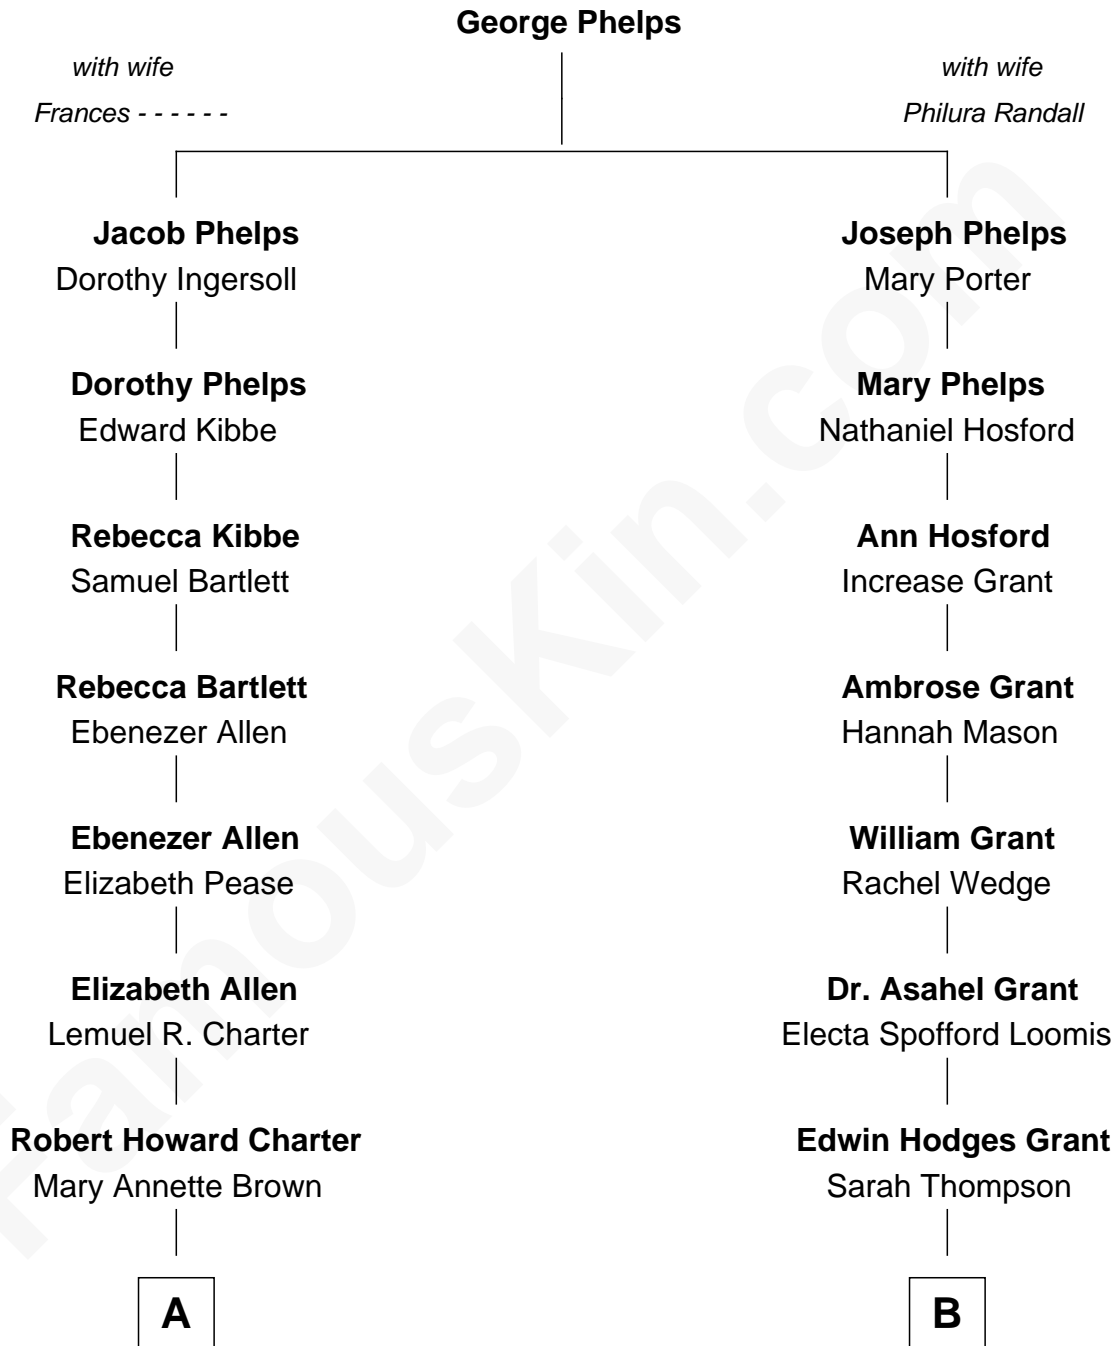 George Phelps
with wife
Frances - - - - - -
with wife
Philura Randall
Jacob Phelps
Dorothy Ingersoll
Joseph Phelps
Mary Porter
Dorothy Phelps
Edward Kibbe
Mary Phelps
Nathaniel Hosford
Rebecca Kibbe
Samuel Bartlett
Ann Hosford
Increase Grant
Rebecca Bartlett
Ebenezer Allen
Ambrose Grant
Hannah Mason
Ebenezer Allen
Elizabeth Pease
William Grant
Rachel Wedge
Elizabeth Allen
Lemuel R. Charter
Dr. Asahel Grant
Electa Spofford Loomis
Robert Howard Charter
Mary Annette Brown
Edwin Hodges Grant
Sarah Thompson
A
B
FamousKin.com